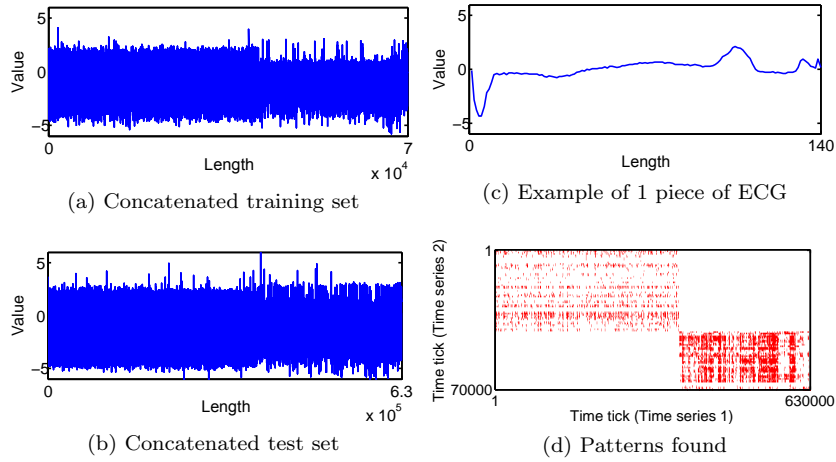 5
0
−5
Value
0
7
Length
x 10^4
(a) Concatenated training set
5
0
−5
Value
0
140
Length
(c) Example of 1 piece of ECG
5
0
−5
Value
0
6.3
Length
x 10^5
(b) Concatenated test set
1
70000
Time tick (Time series 2)
1
630000
Time tick (Time series 1)
(d) Patterns found